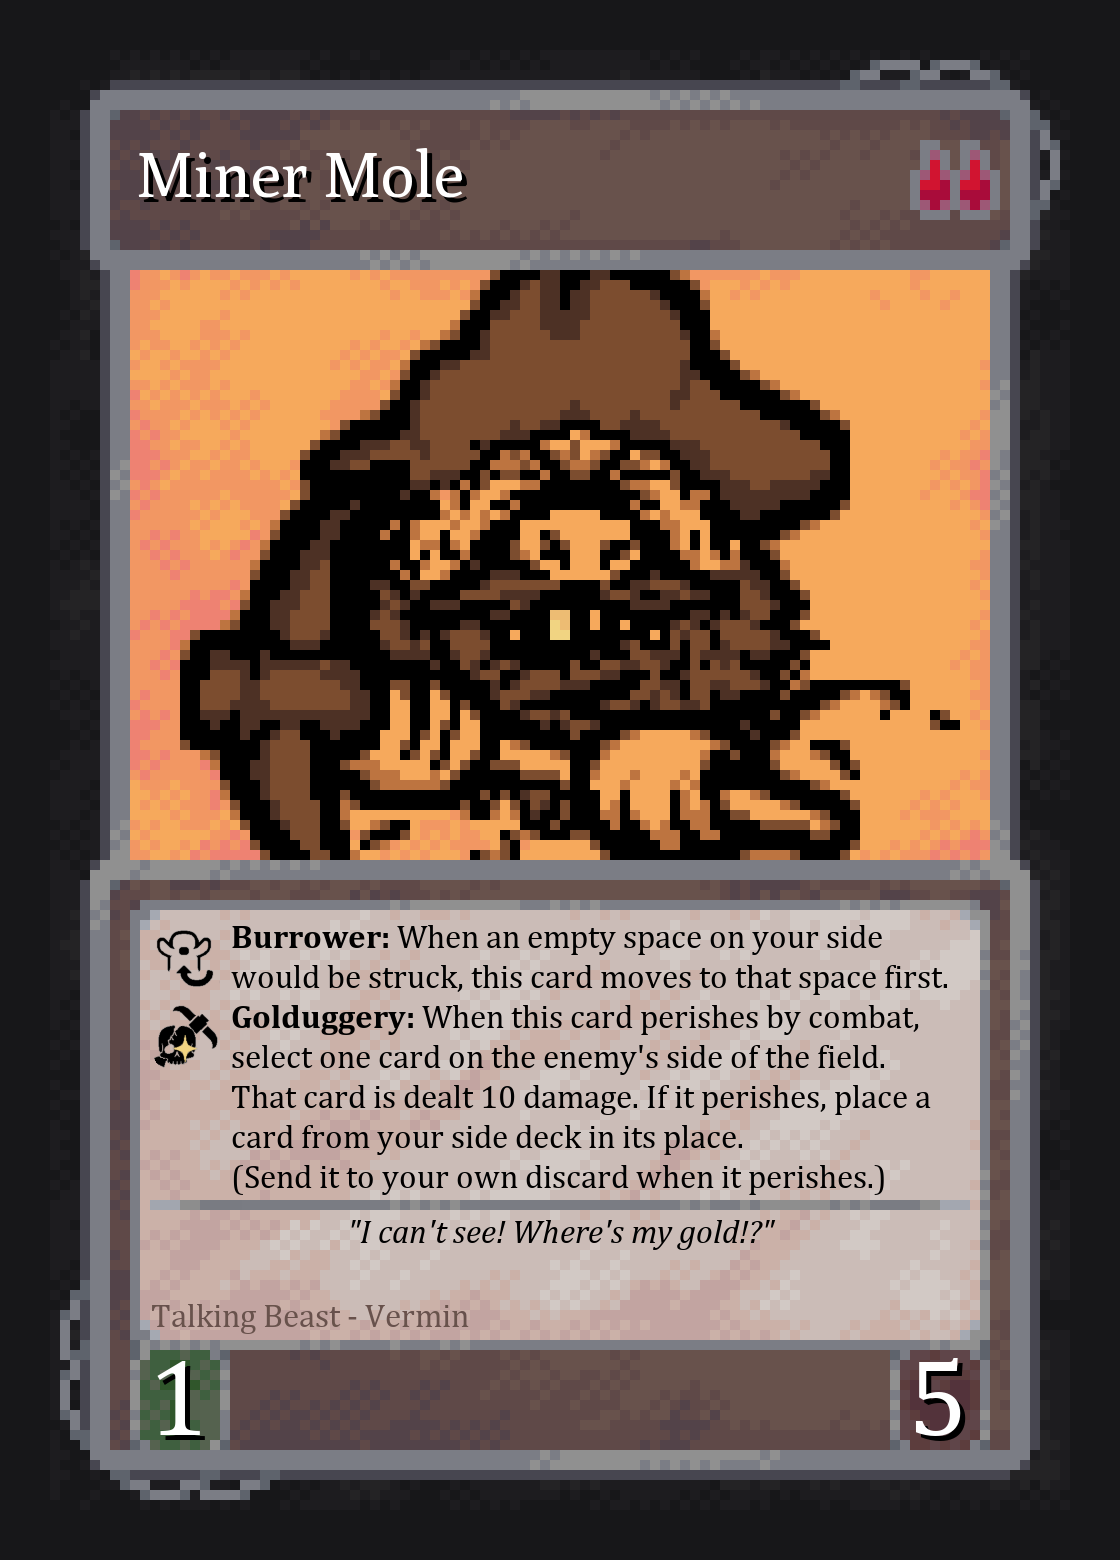 Miner Mole
Burrower: When an empty space on your side
would be struck, this card moves to that space first.
Golduggery: When this card perishes by combat,
select one card on the enemy's side of the field.
That card is dealt 10 damage. If it perishes, place a
card from your side deck in its place.
(Send it to your own discard when it perishes.)
"I can't see! Where's my gold!?"
Talking Beast - Vermin
1
5